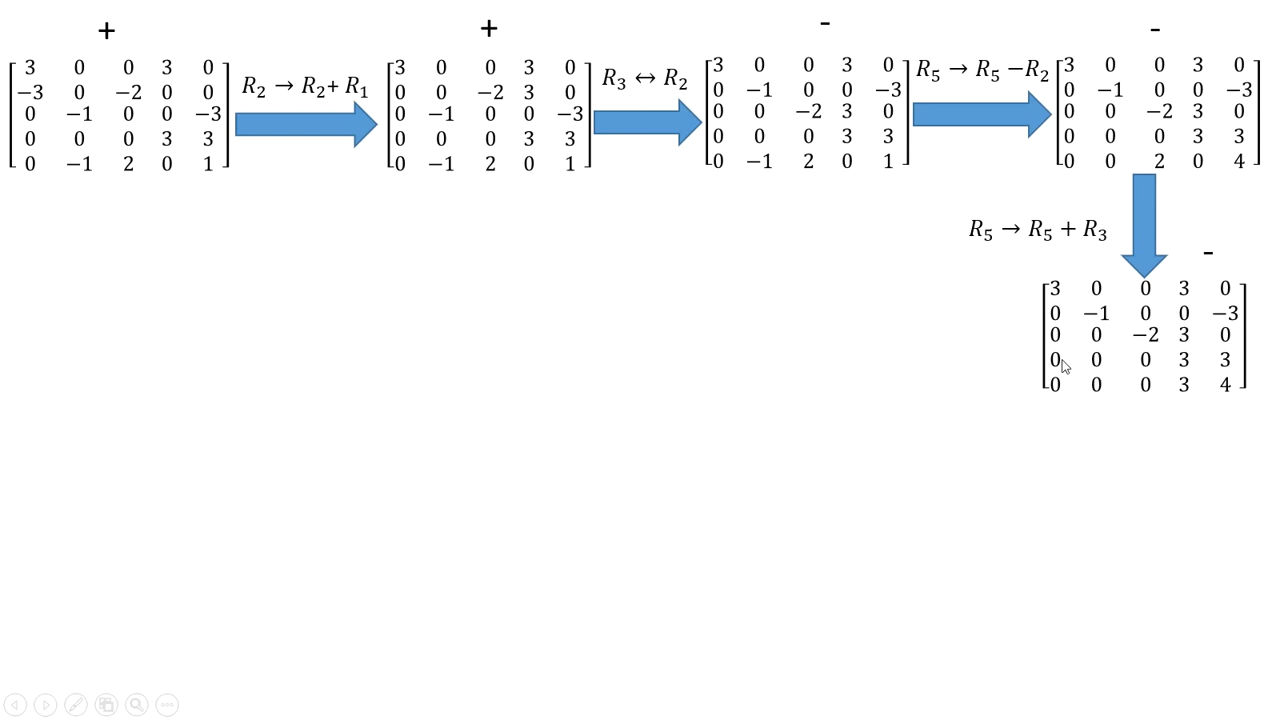 + + - -
3 0 0 3 0
−3 0 −2 0 0
0 −1 0 0 −3
0 0 0 3 3
0 −1 2 0 1
R₂ → R₂+ R₁
3 0 0 3 0
0 0 −2 3 0
0 −1 0 0 −3
0 0 0 3 3
0 −1 2 0 1
R₃ ↔ R₂
3 0 0 3 0
0 −1 0 0 −3
0 0 −2 3 0
0 0 0 3 3
0 −1 2 0 1
R₅ → R₅ −R₂
3 0 0 3 0
0 −1 0 0 −3
0 0 −2 3 0
0 0 0 3 3
0 0 2 0 4
R₅ → R₅ + R₃
-
3 0 0 3 0
0 −1 0 0 −3
0 0 −2 3 0
0 0 0 3 3
0 0 0 3 4